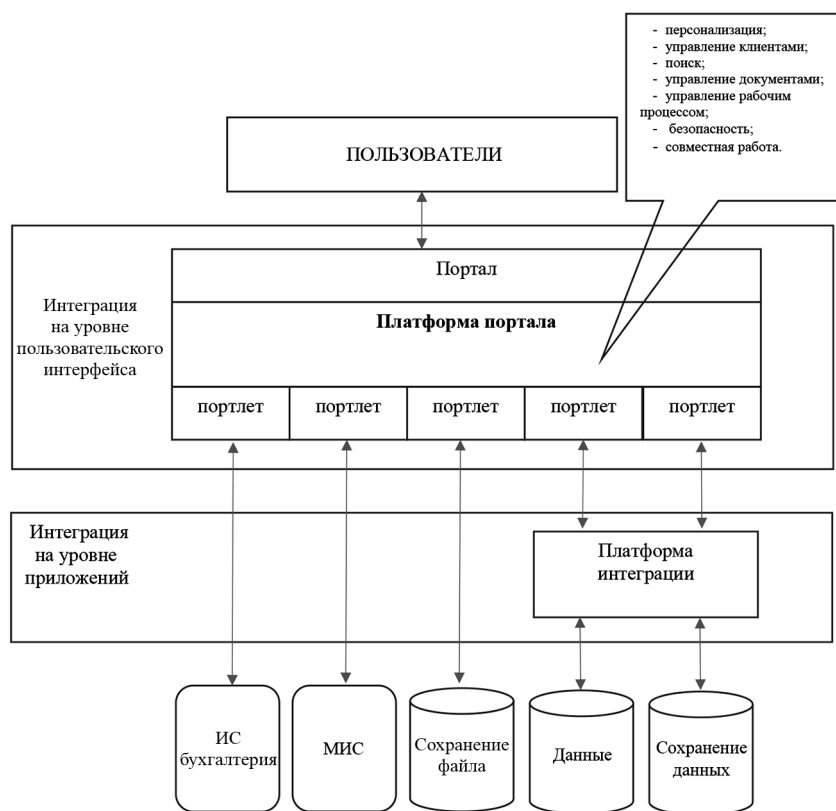 - персонализация;
- управление клиентами;
- поиск;
- управление документами;
- управление рабочим
процессом;
- безопасность;
- совместная работа.
ПОЛЬЗОВАТЕЛИ
Портал
Интеграция
на уровне
пользовательского
интерфейса
Платформа портала
портлет
портлет
портлет
портлет
портлет
Интеграция
на уровне
приложений
Платформа
интеграции
ИС
бухгалтерия
МИС
Сохранение
файла
Данные
Сохранение
данных